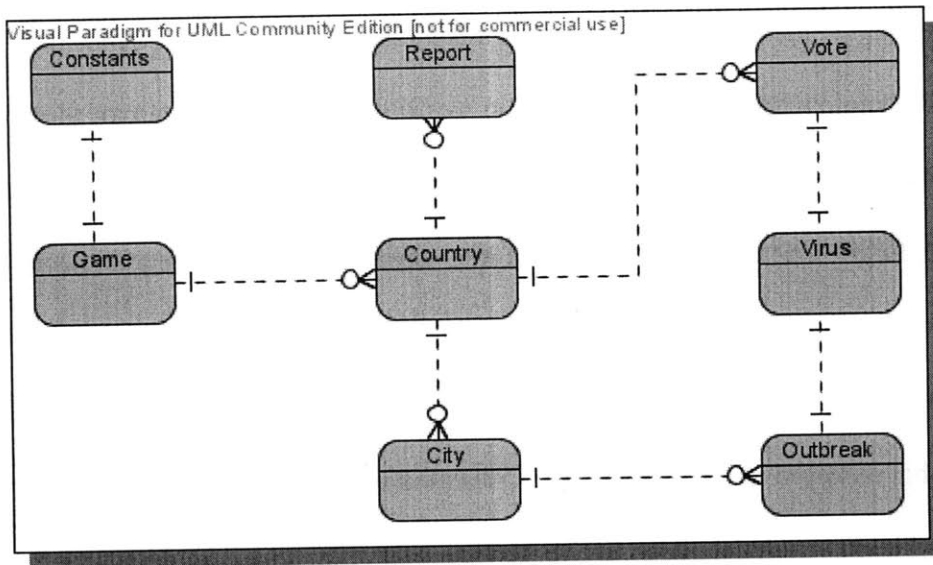 Visual Paradigm for UML Community Edition [not for commercial use]
Constants
Report
Vote
Game
Country
Virus
City
Outbreak